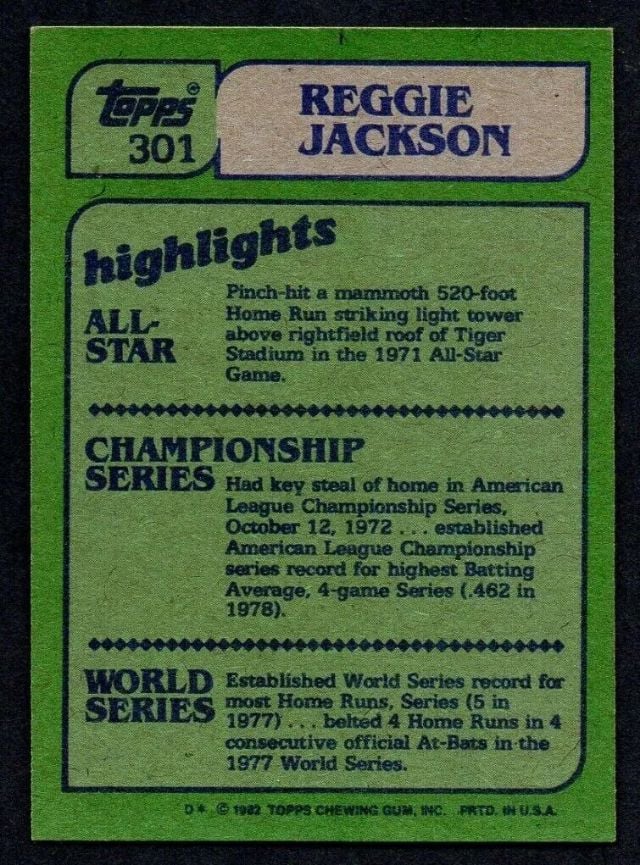 Topps®
301
REGGIE
JACKSON
highlights
ALL-
STAR
Pinch-hit a mammoth 520-foot
Home Run striking light tower
above rightfield roof of Tiger
Stadium in the 1971 All-Star
Game.
CHAMPIONSHIP
SERIES
Had key steal of home in American
League Championship Series,
October 12, 1972 . . . established
American League Championship
series record for highest Batting
Average, 4-game Series (.462 in
1978).
WORLD
SERIES
Established World Series record for
most Home Runs, Series (5 in
1977) . . . belted 4 Home Runs in 4
consecutive official At-Bats in the
1977 World Series.
D* © 1982 TOPPS CHEWING GUM, INC. PRTD. IN U.S.A.